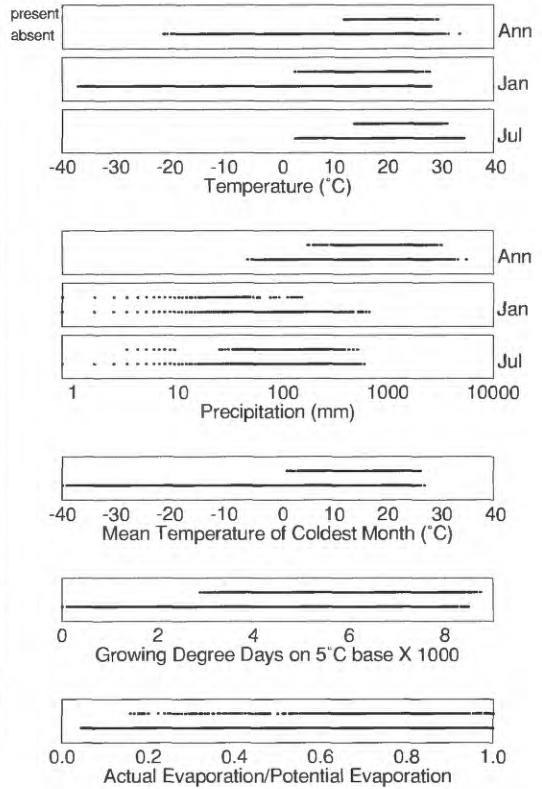 present
absent
Ann
Jan
Jul
-40 -30 -20 -10 0 10 20 30 40
Temperature (˚C)
Ann
Jan
Jul
1 10 100 1000 10000
Precipitation (mm)
-40 -30 -20 -10 0 10 20 30 40
Mean Temperature of Coldest Month (˚C)
0 2 4 6 8
Growing Degree Days on 5˚C base X 1000
0.0 0.2 0.4 0.6 0.8 1.0
Actual Evaporation/Potential Evaporation